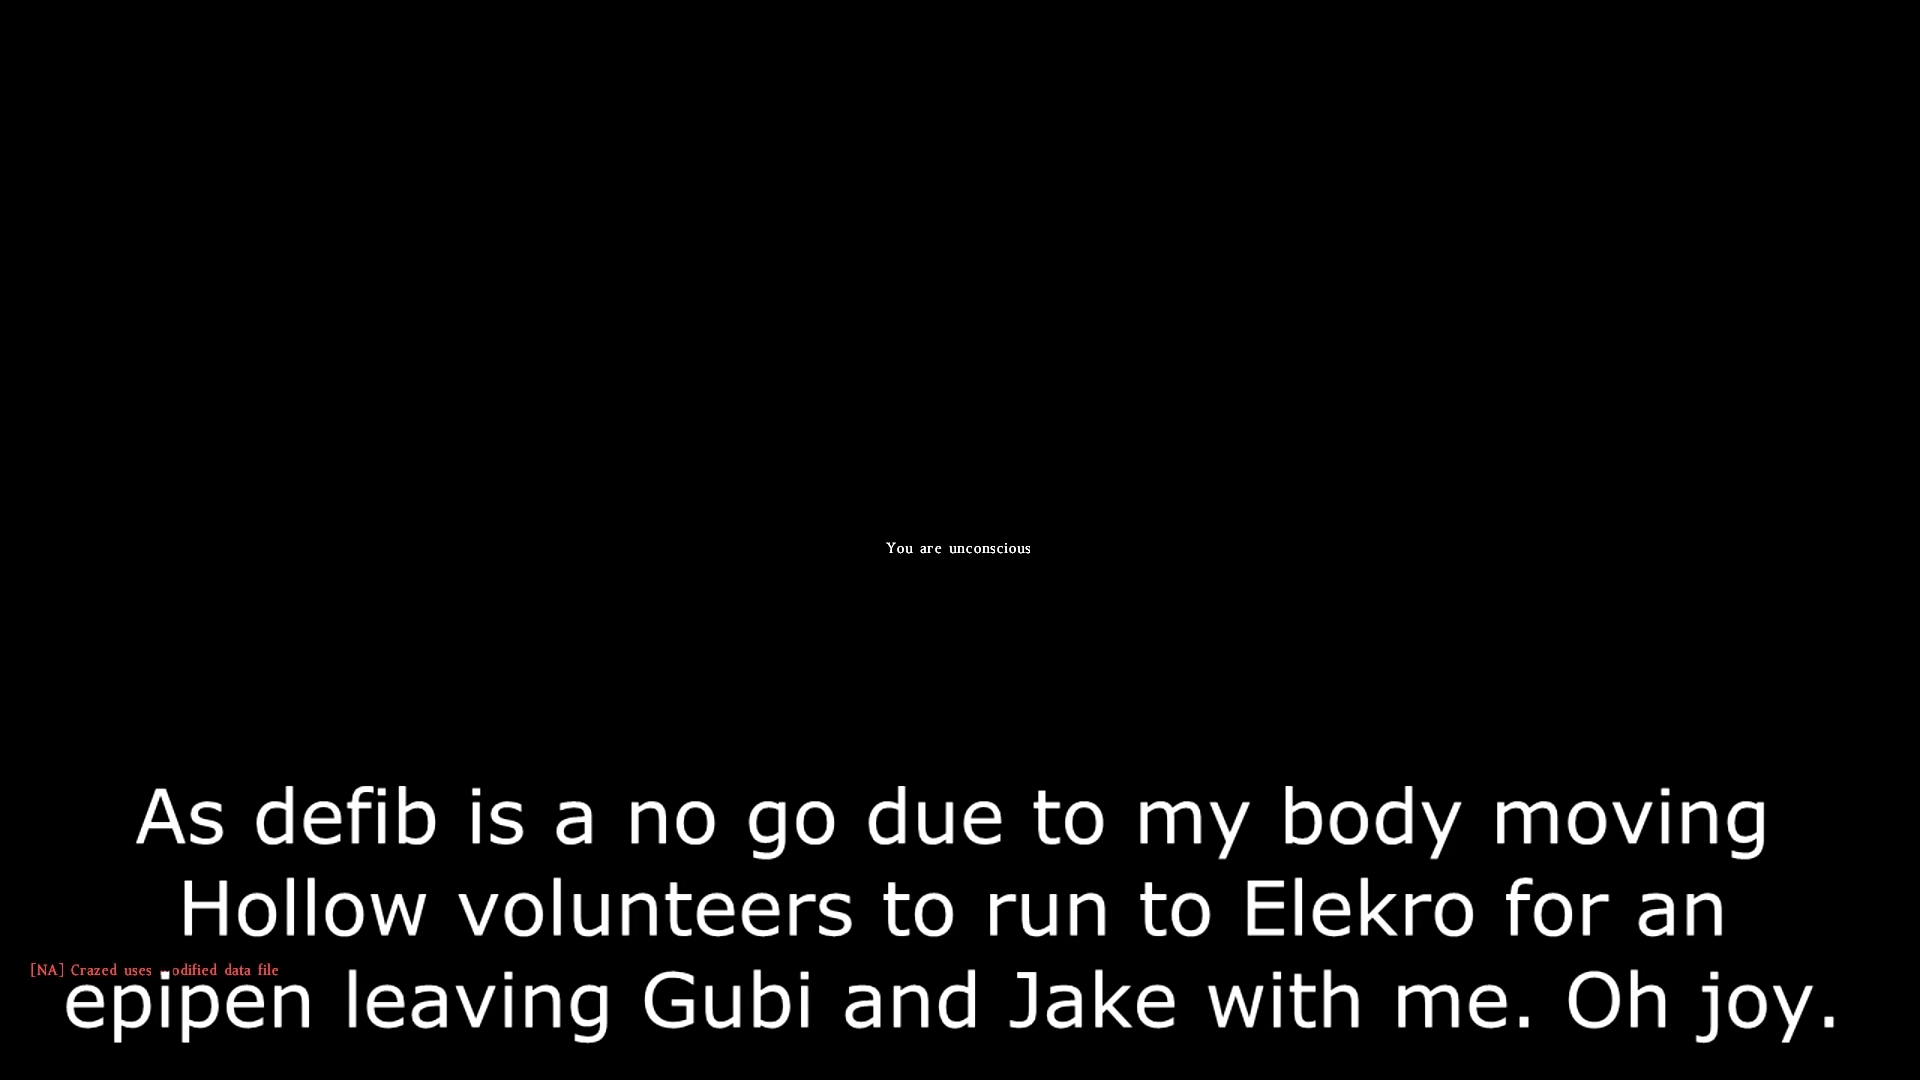 You are unconscious
As defib is a no go due to my body moving
Hollow volunteers to run to Elekro for an
[NA] Crazed uses odified data file
epipen leaving Gubi and Jake with me. Oh joy.